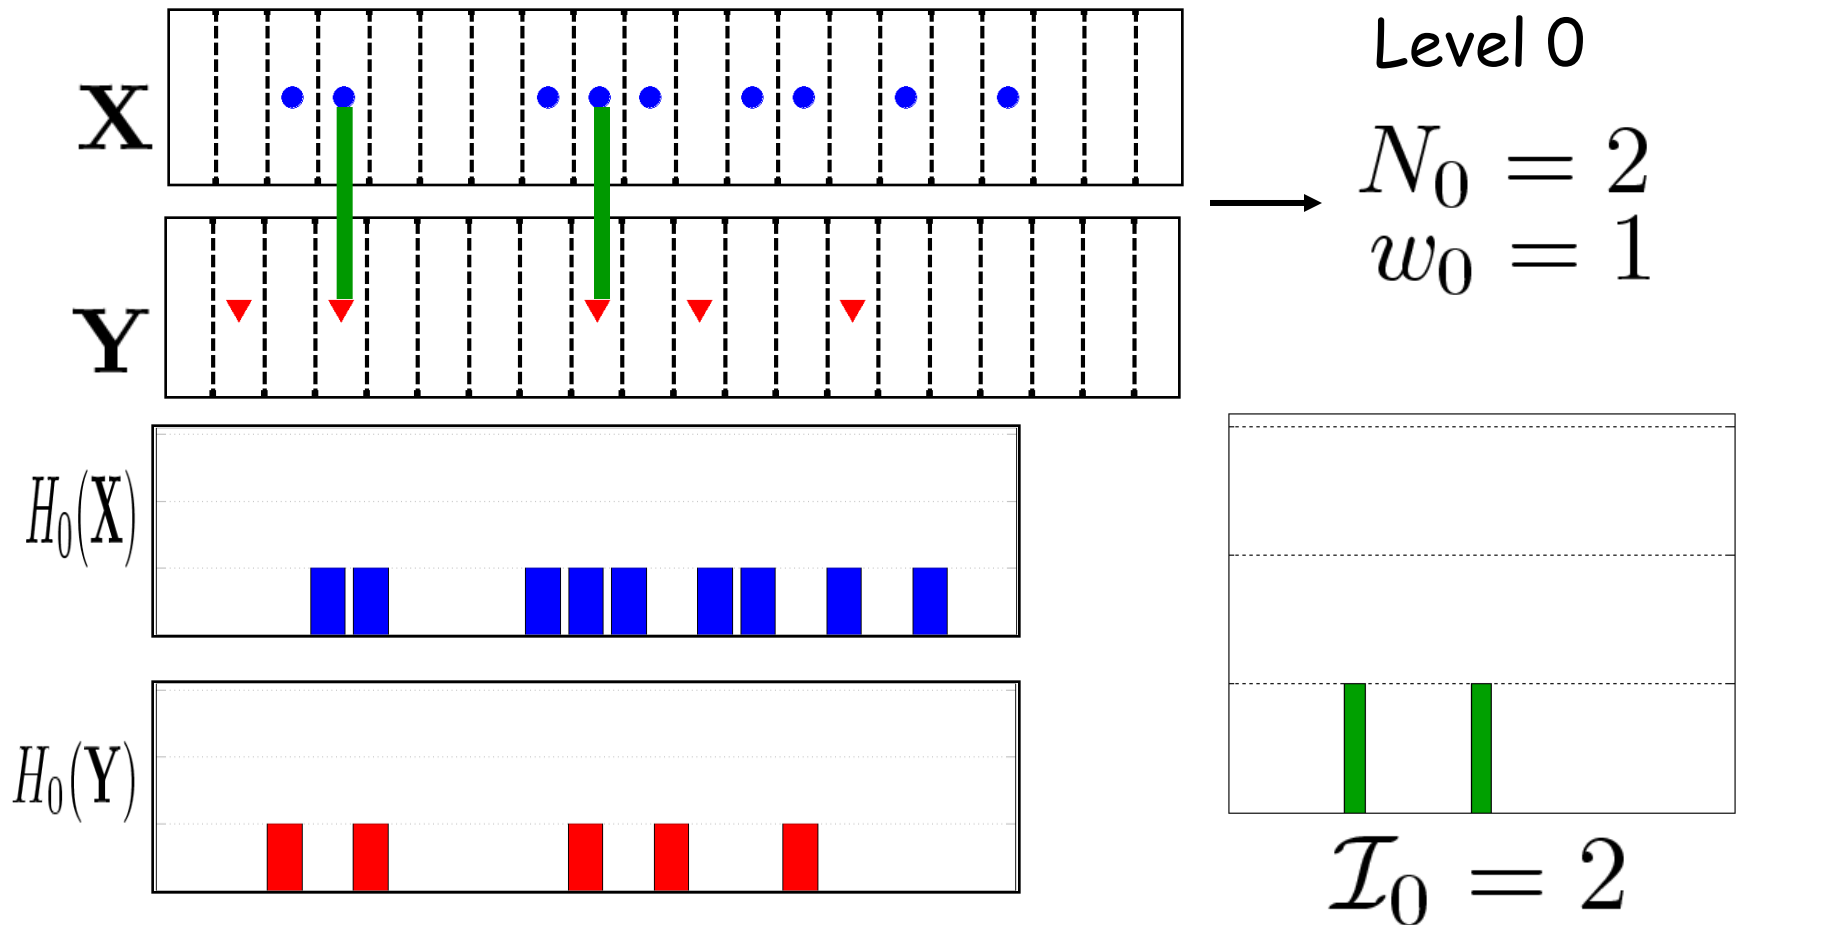 Level 0
X
N₀ = 2
w₀ = 1
Y
H₀(X)
H₀(Y)
𝓘₀ = 2